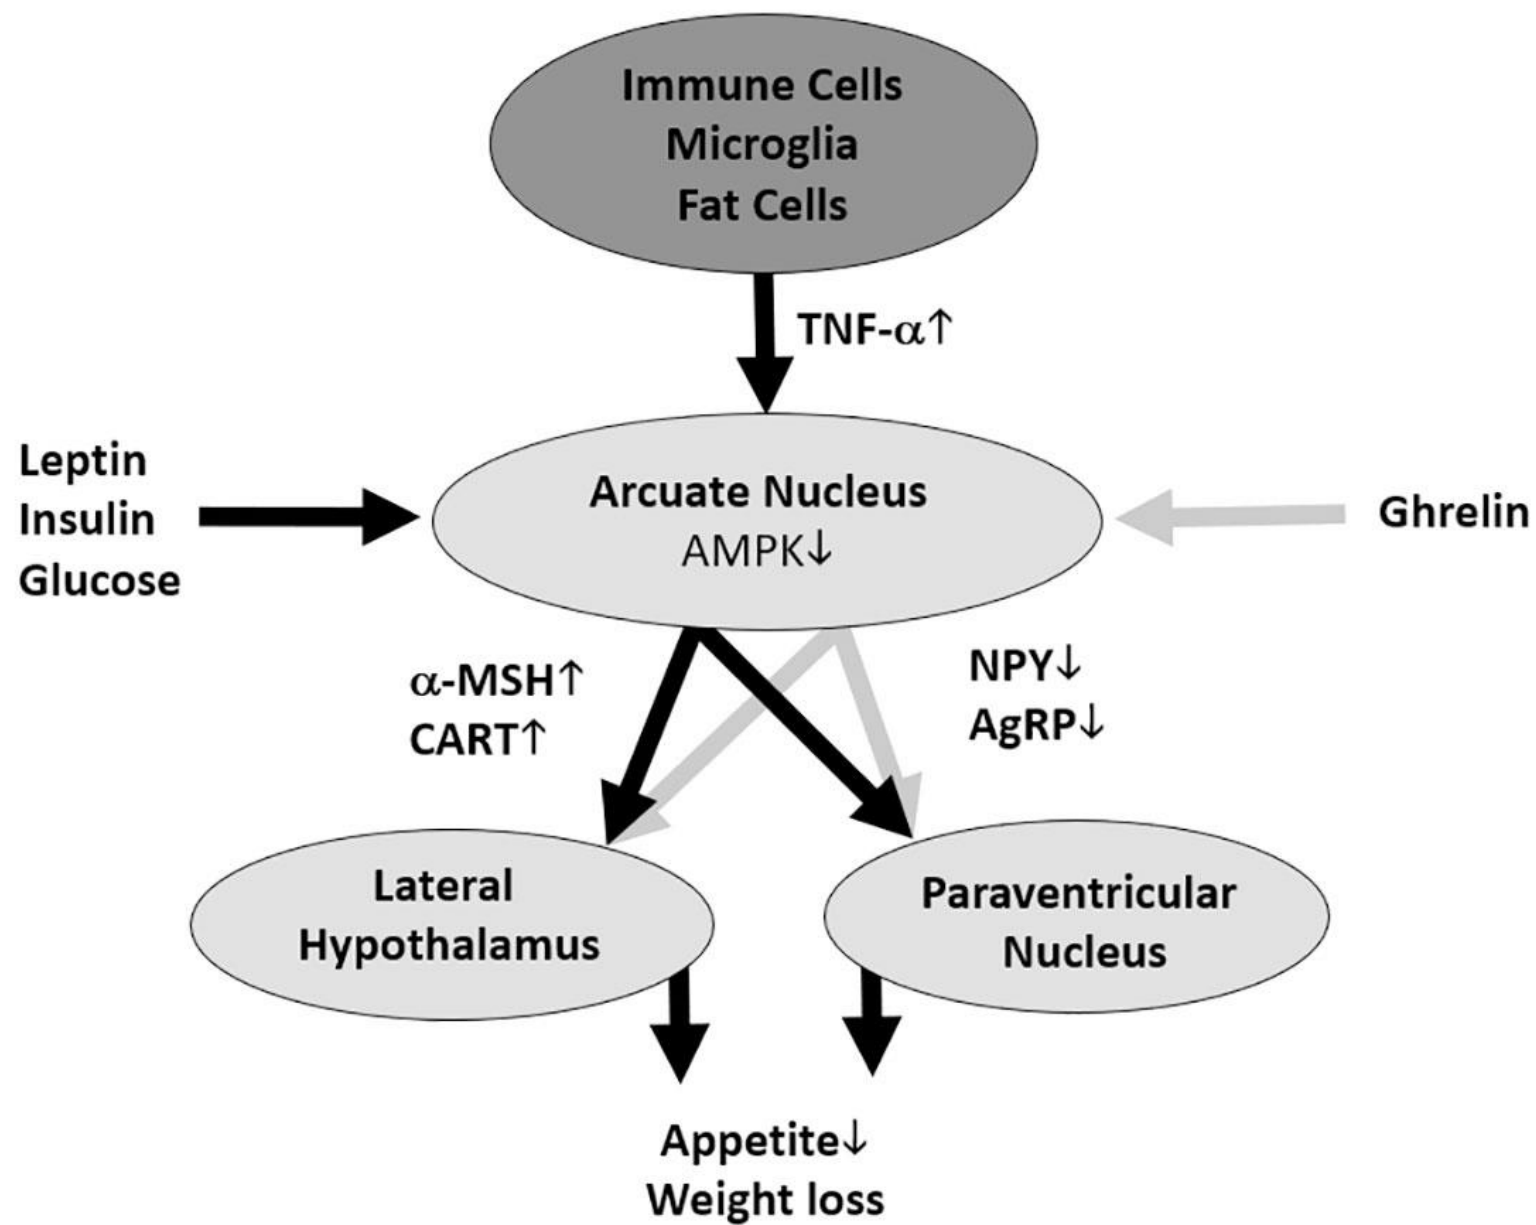 Immune Cells
Microglia
Fat Cells
TNF-α↑
Leptin
Insulin
Glucose
Arcuate Nucleus
AMPK↓
Ghrelin
α-MSH↑
CART↑
NPY↓
AgRP↓
Lateral
Hypothalamus
Paraventricular
Nucleus
Appetite↓
Weight loss